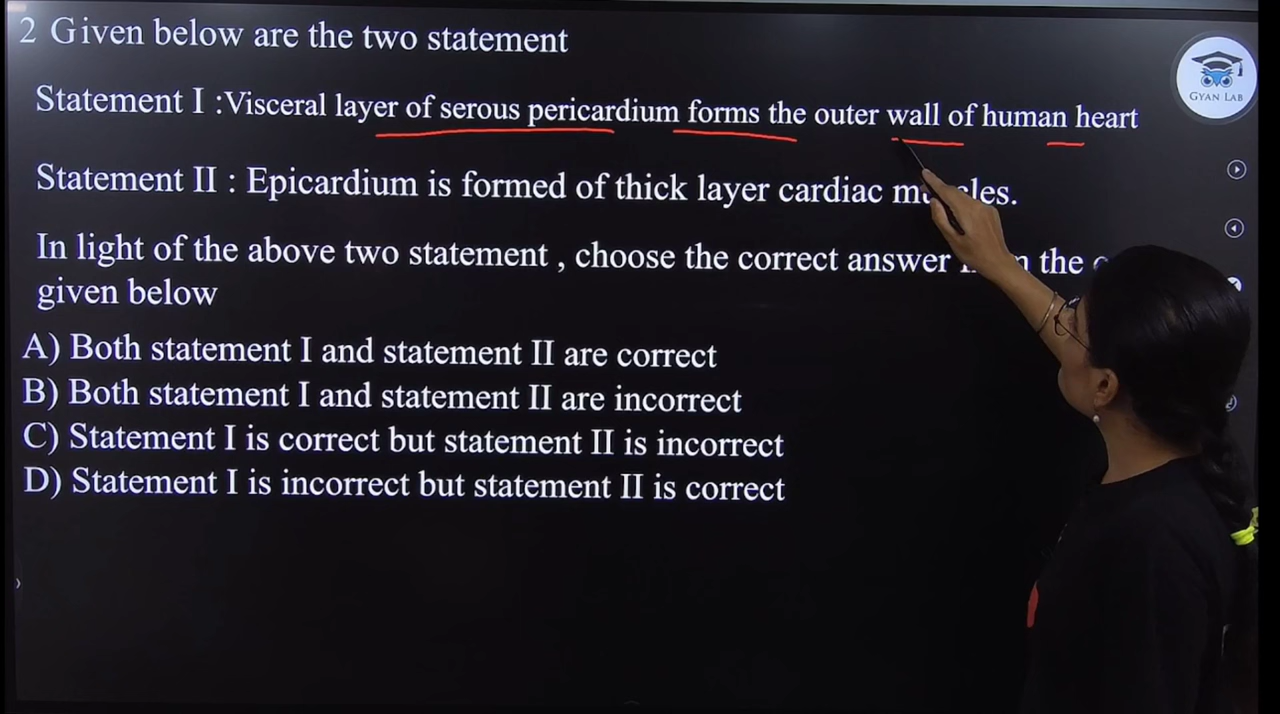 2 Given below are the two statement
GYAN LAB
Statement I :Visceral layer of serous pericardium forms the outer wall of human heart
Statement II : Epicardium is formed of thick layer cardiac muscles.
In light of the above two statement , choose the correct answer the
given below
A) Both statement I and statement II are correct
B) Both statement I and statement II are incorrect
C) Statement I is correct but statement II is incorrect
D) Statement I is incorrect but statement II is correct